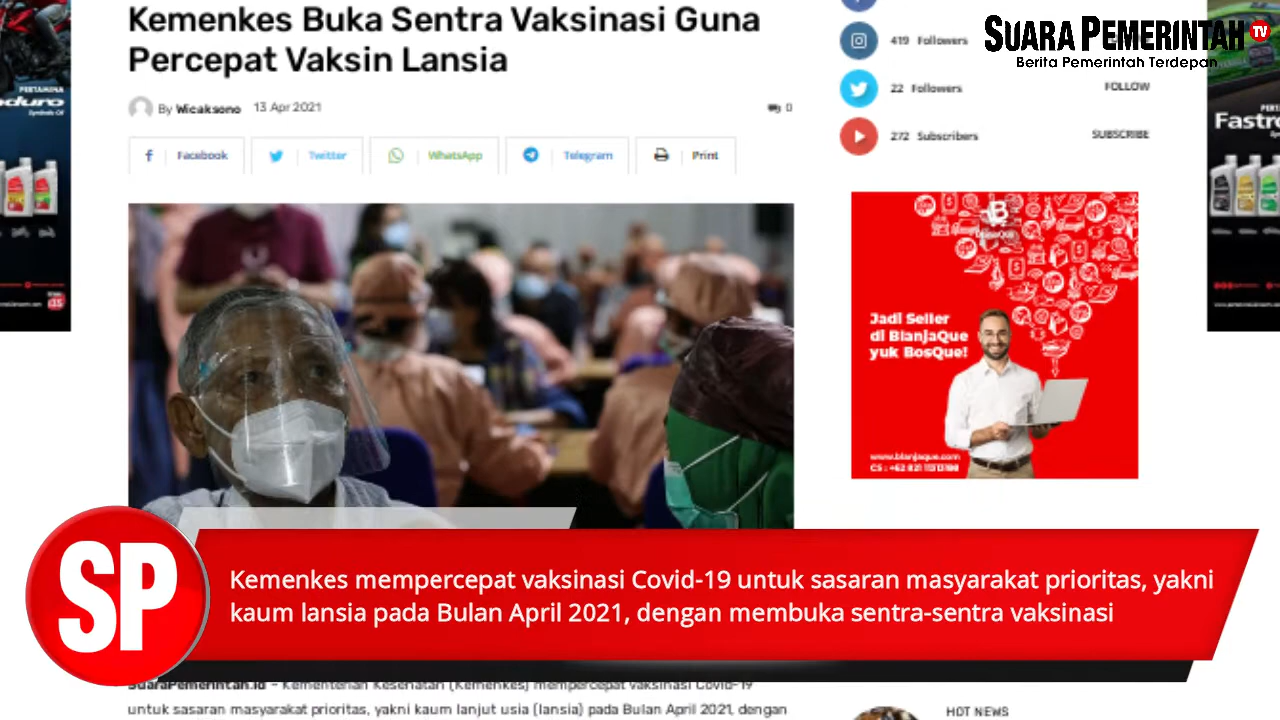 Kemenkes Buka Sentra Vaksinasi Guna
Percepat Vaksin Lansia
By Wicaksono 13 Apr 2021
0
Facebook
Twitter
WhatsApp
Telegram
Print
419 Followers
22 Followers
FOLLOW
272 Subscribers
SUBSCRIBE
SUARA PEMERINTAH TV
Berita Pemerintah Terdepan
PERTAMINA
Jadi Seller
di BlanjaQue
yuk BosQue!
www.blanjaque.com
SP
Kemenkes mempercepat vaksinasi Covid-19 untuk sasaran masyarakat prioritas, yakni
kaum lansia pada Bulan April 2021, dengan membuka sentra-sentra vaksinasi
SuaraPemerintah.id – Kementerian Kesehatan (Kemenkes) mempercepat vaksinasi Covid-19
untuk sasaran masyarakat prioritas, yakni kaum lanjut usia (lansia) pada Bulan April 2021, dengan
HOT NEWS